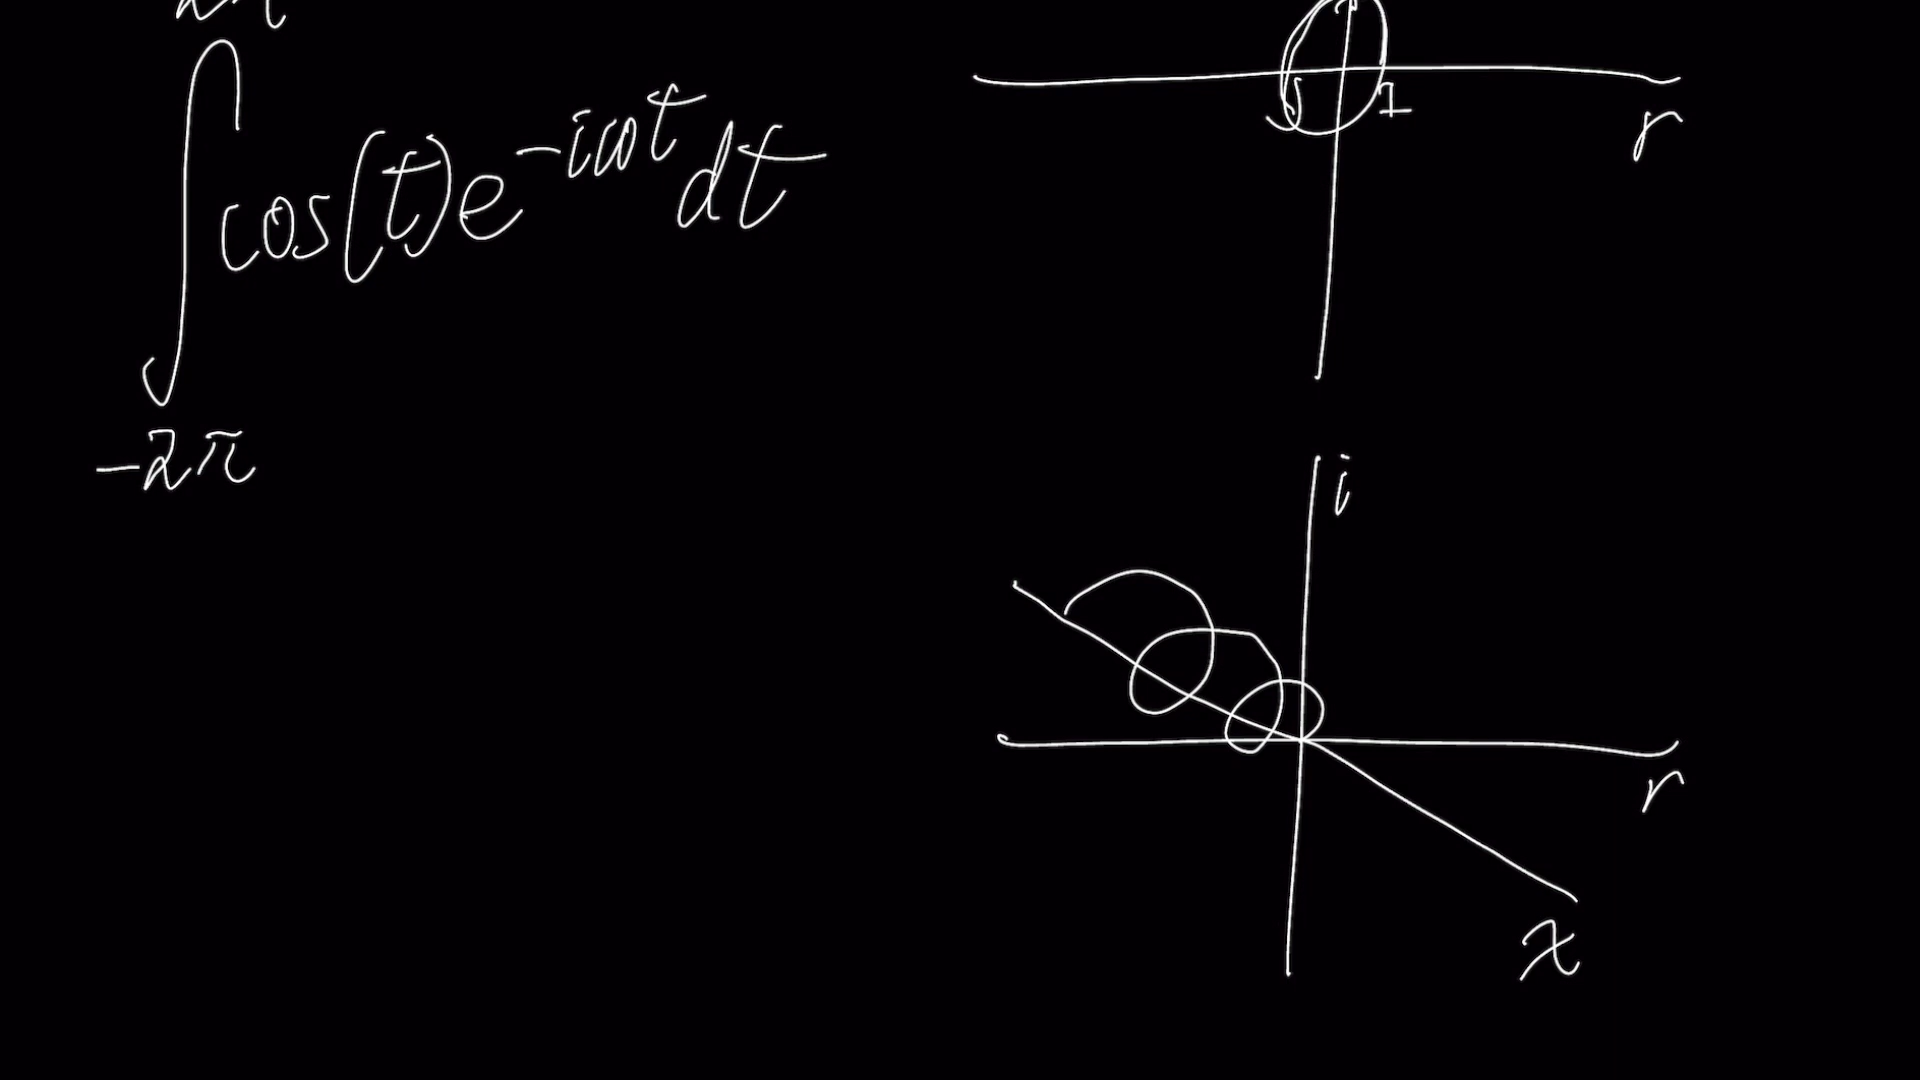 2π
∫ cos(t)e^{-iωt}dt
-2π
1
r
i
r
x